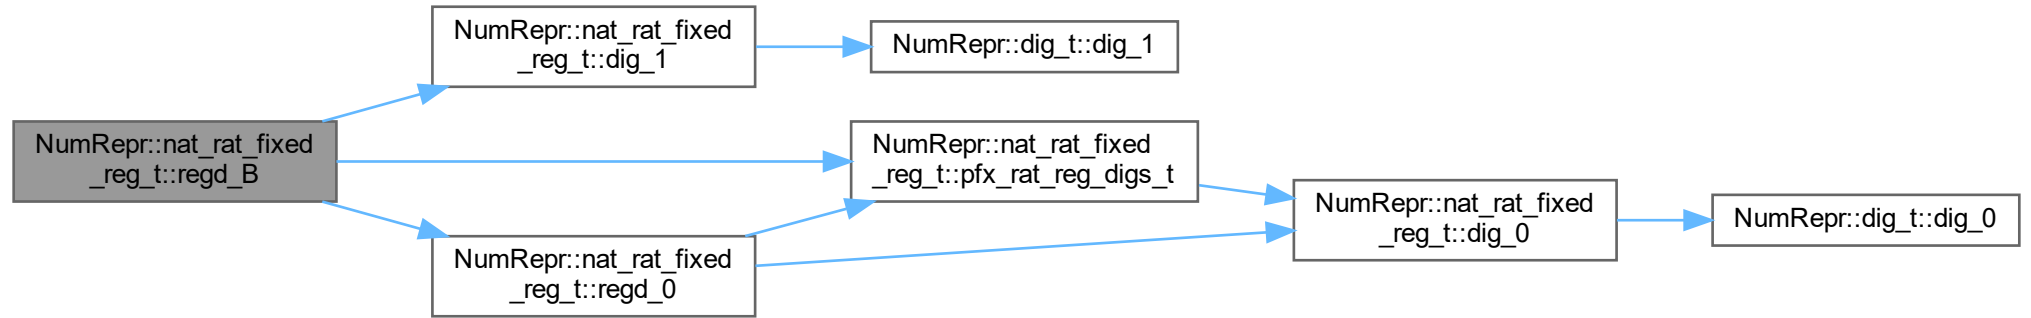 NumRepr::nat_rat_fixed
_reg_t::regd_B
NumRepr::nat_rat_fixed
_reg_t::dig_1
NumRepr::dig_t::dig_1
NumRepr::nat_rat_fixed
_reg_t::pfx_rat_reg_digs_t
NumRepr::nat_rat_fixed
_reg_t::regd_0
NumRepr::nat_rat_fixed
_reg_t::dig_0
NumRepr::dig_t::dig_0